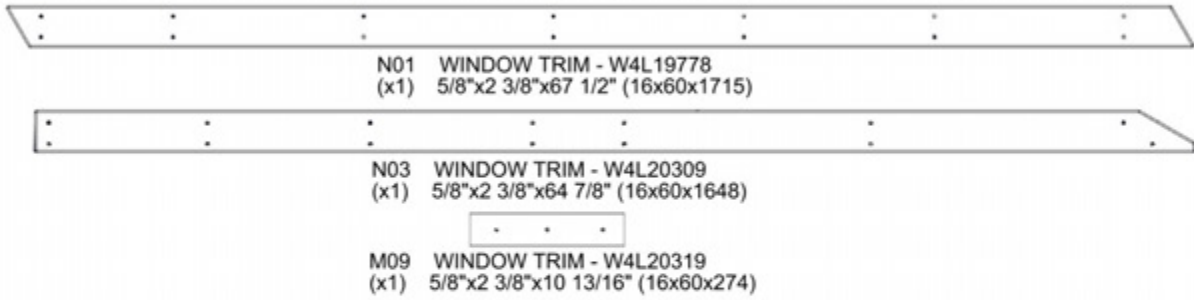 N01 WINDOW TRIM - W4L19778
(x1) 5/8"x2 3/8"x67 1/2" (16x60x1715)
N03 WINDOW TRIM - W4L20309
(x1) 5/8"x2 3/8"x64 7/8" (16x60x1648)
M09 WINDOW TRIM - W4L20319
(x1) 5/8"x2 3/8"x10 13/16" (16x60x274)